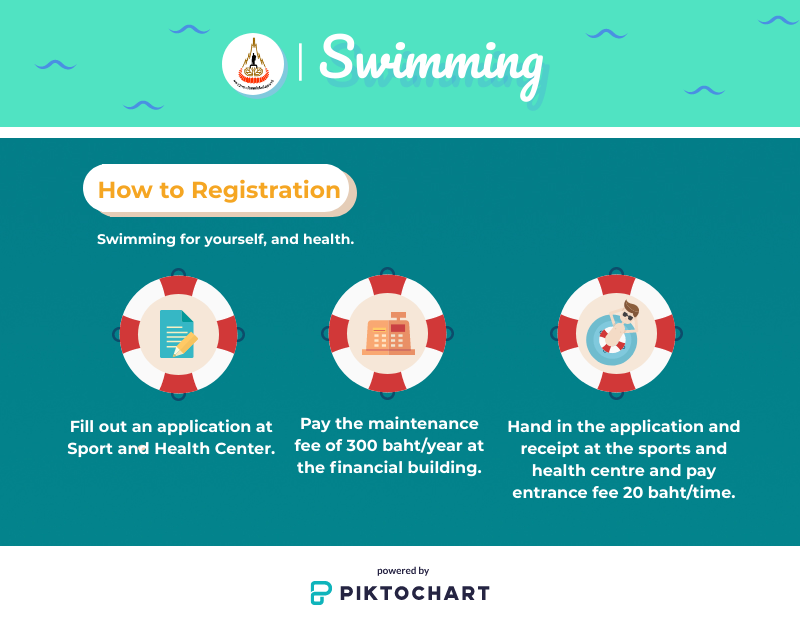 Swimming
How to Registration
Swimming for yourself, and health.
Fill out an application at
Sport and Health Center.
Pay the maintenance
fee of 300 baht/year at
the financial building.
Hand in the application and
receipt at the sports and
health centre and pay
entrance fee 20 baht/time.
powered by
PIKTOCHART